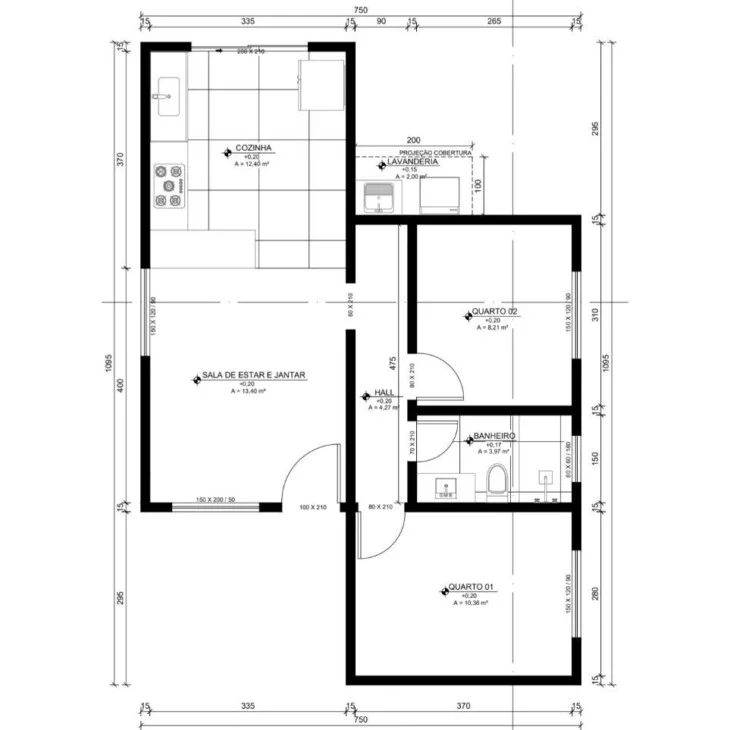 750
15 335 15 90 15 265 15
200 X 210
15
370
400
15
295
1095
COZINHA
+0,20
A = 12,40 m²
200
PROJEÇÃO COBERTURA
LAVANDERIA
+0,15
A = 2,00 m²
100
295
15
310
15
150
15
280
15
1095
150 X 120 / 90
80 X 210
QUARTO 02
+0,20
A = 8,21 m²
150 X 120 / 90
475
80 X 210
SALA DE ESTAR E JANTAR
+0,20
A = 13,40 m²
HALL
+0,20
A = 4,27 m²
70 X 210
BANHEIRO
+0,17
A = 3,97 m²
80 X 60 / 180
150 X 200 / 50
100 X 210
80 X 210
QUARTO 01
+0,20
A = 10,36 m²
150 X 120 / 90
15 335 15 370 15
750